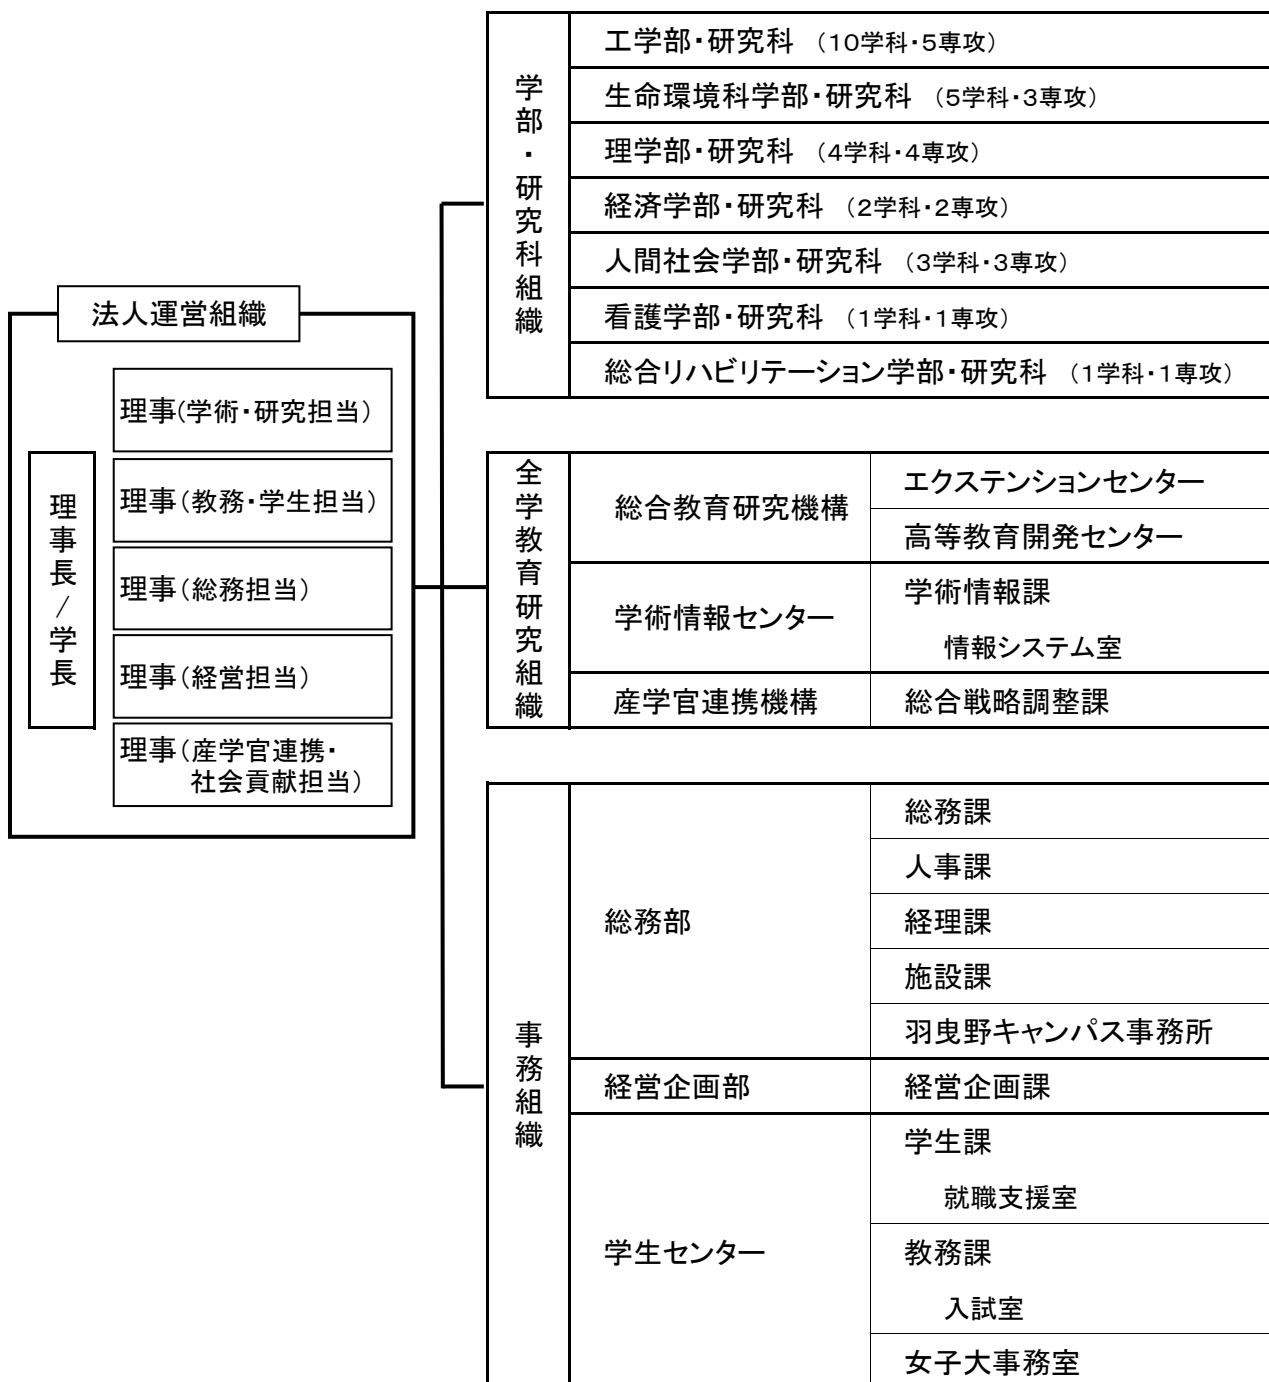 法人運営組織
理事長/学長
理事(学術・研究担当)
理事(教務・学生担当)
理事(総務担当)
理事(経営担当)
理事(産学官連携・
社会貢献担当)
学部・研究科組織
工学部・研究科 (10学科・5専攻)
生命環境科学部・研究科 (5学科・3専攻)
理学部・研究科 (4学科・4専攻)
経済学部・研究科 (2学科・2専攻)
人間社会学部・研究科 (3学科・3専攻)
看護学部・研究科 (1学科・1専攻)
総合リハビリテーション学部・研究科 (1学科・1専攻)
全学教育研究組織
総合教育研究機構
エクステンションセンター
高等教育開発センター
学術情報センター
学術情報課
情報システム室
産学官連携機構
総合戦略調整課
事務組織
総務部
総務課
人事課
経理課
施設課
羽曳野キャンパス事務所
経営企画部
経営企画課
学生センター
学生課
就職支援室
教務課
入試室
女子大事務室